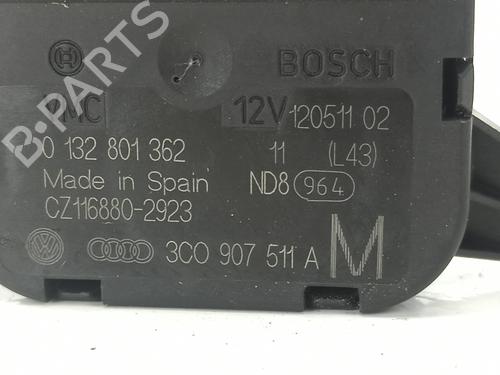 BOSCH
MC 12V 120511 02
0 132 801 362 11 (L43)
Made in Spain ND8 964
CZ116880-2923
3C0 907 511 A M
B-PARTS